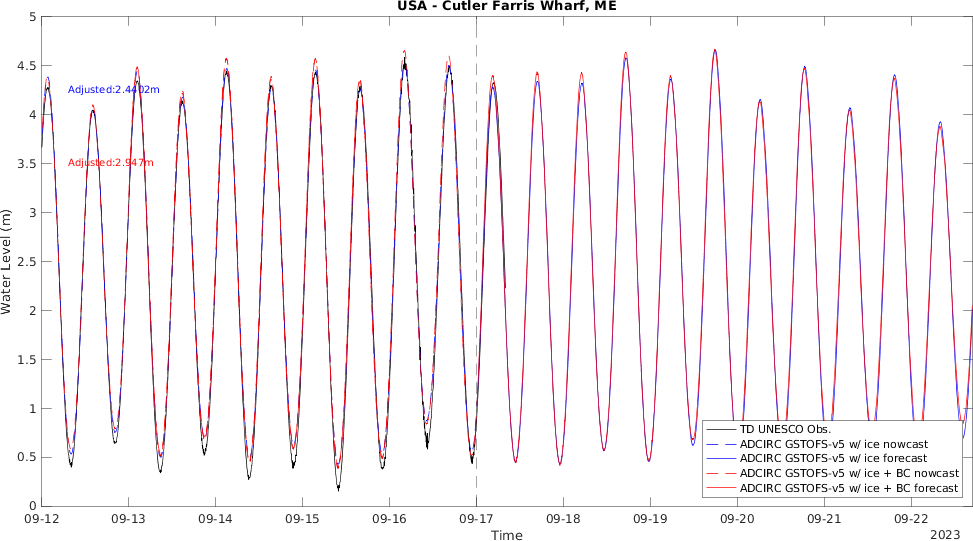 USA - Cutler Farris Wharf, ME
5
4.5
4
3.5
3
2.5
2
1.5
1
0.5
0
Water Level (m)
Adjusted:2.4402m
Adjusted:2.947m
TD UNESCO Obs.
ADCIRC GSTOFS-v5 w/ ice nowcast
ADCIRC GSTOFS-v5 w/ ice forecast
ADCIRC GSTOFS-v5 w/ ice + BC nowcast
ADCIRC GSTOFS-v5 w/ ice + BC forecast
09-12 09-13 09-14 09-15 09-16 09-17 09-18 09-19 09-20 09-21 09-22
Time
2023